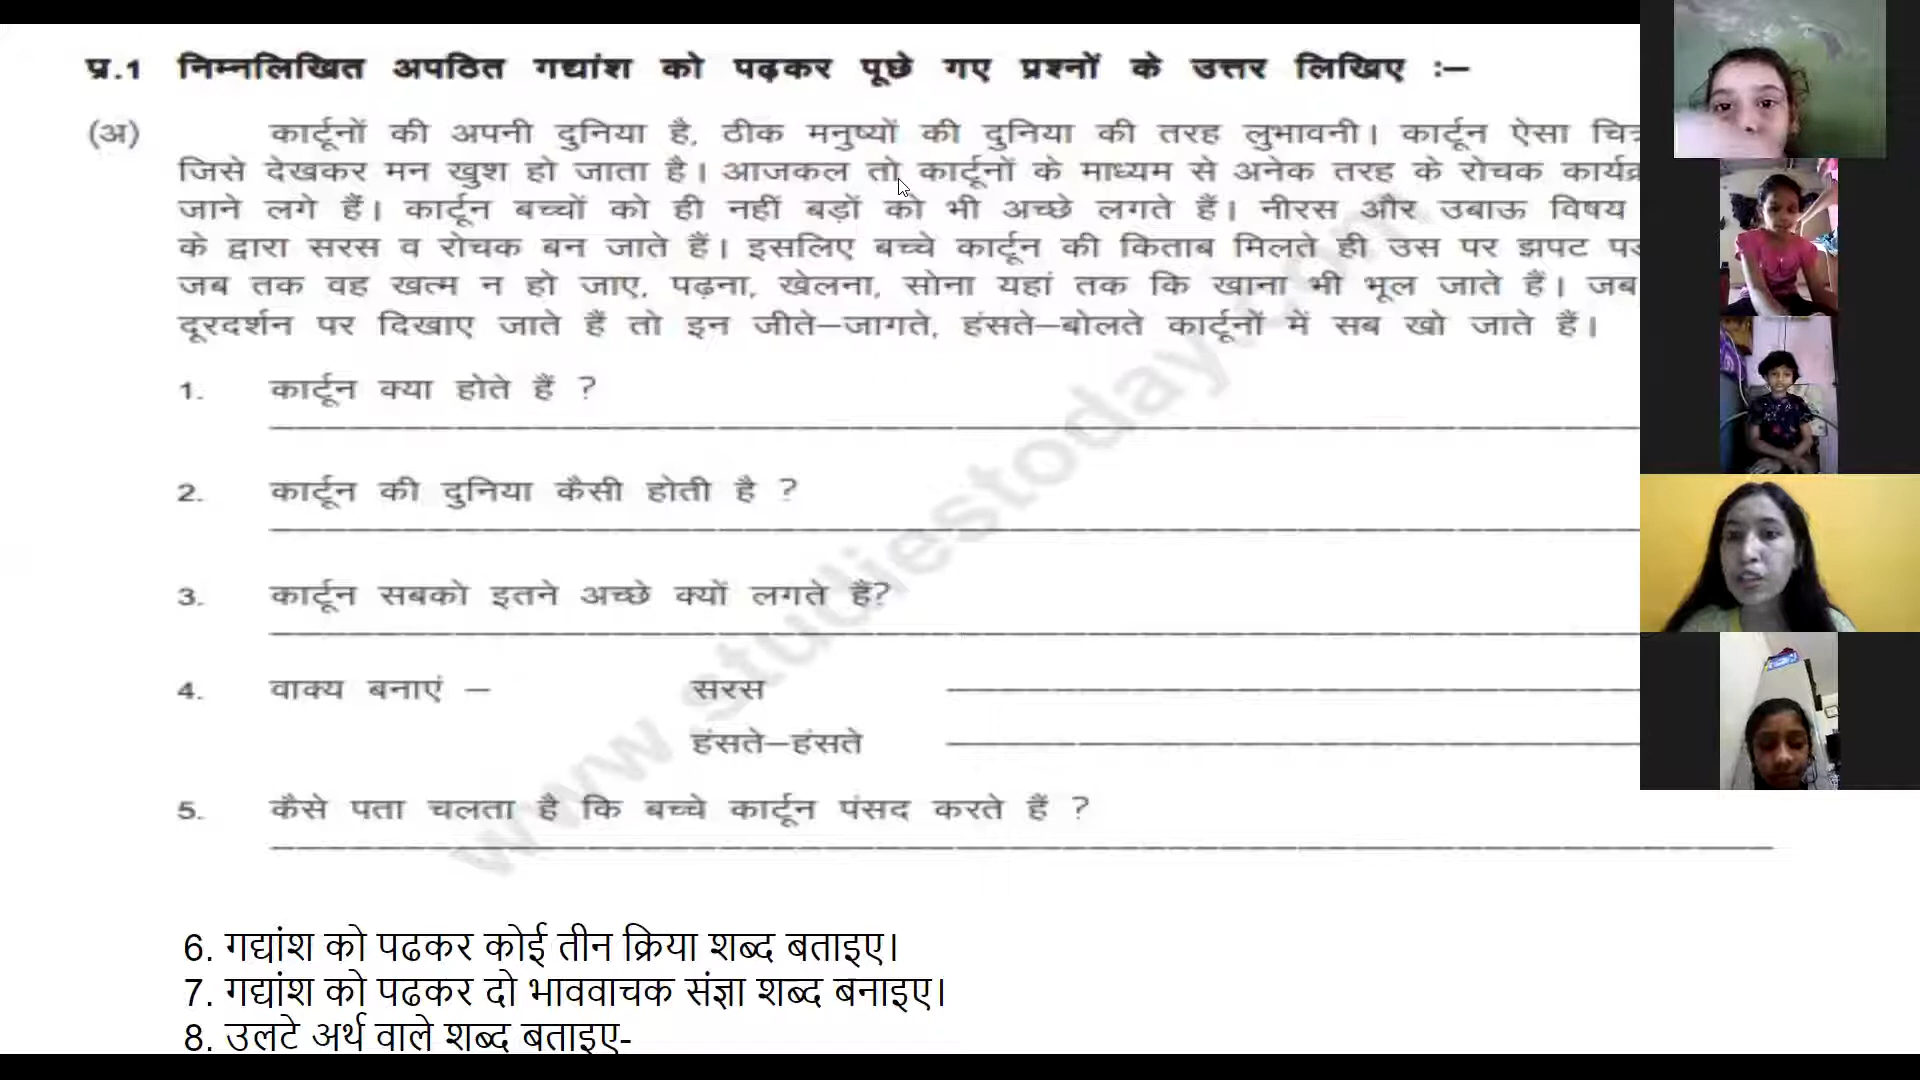 प्र.1 निम्नलिखित अपठित गद्यांश को पढ़कर पूछे गए प्रश्नों के उत्तर लिखिए :–
(अ) कार्टूनों की अपनी दुनिया है, ठीक मनुष्यों की दुनिया की तरह लुभावनी। कार्टून ऐसा
जिसे देखकर मन खुश हो जाता है। आजकल तो कार्टूनों के माध्यम से अनेक तरह के रोचक
जाने लगे हैं। कार्टून बच्चों को ही नहीं बड़ों को भी अच्छे लगते हैं। नीरस और उबाऊ विषय
के द्वारा सरस व रोचक बन जाते हैं। इसलिए बच्चे कार्टून की किताब मिलते ही उस पर झपट
जब तक वह खत्म न हो जाए, पढ़ना, खेलना, सोना यहां तक कि खाना भी भूल जाते हैं। जब
दूरदर्शन पर दिखाए जाते हैं तो इन जीते–जागते, हंसते–बोलते कार्टूनों में सब खो जाते हैं।
1. कार्टून क्या होते हैं ?
2. कार्टून की दुनिया कैसी होती है ?
3. कार्टून सबको इतने अच्छे क्यों लगते हैं?
4. वाक्य बनाएं – सरस
हंसते–हंसते
5. कैसे पता चलता है कि बच्चे कार्टून पंसद करते हैं ?
6. गद्यांश को पढकर कोई तीन क्रिया शब्द बताइए।
7. गद्यांश को पढकर दो भाववाचक संज्ञा शब्द बनाइए।
8. उलटे अर्थ वाले शब्द बताइए-
www.studiestoday.com